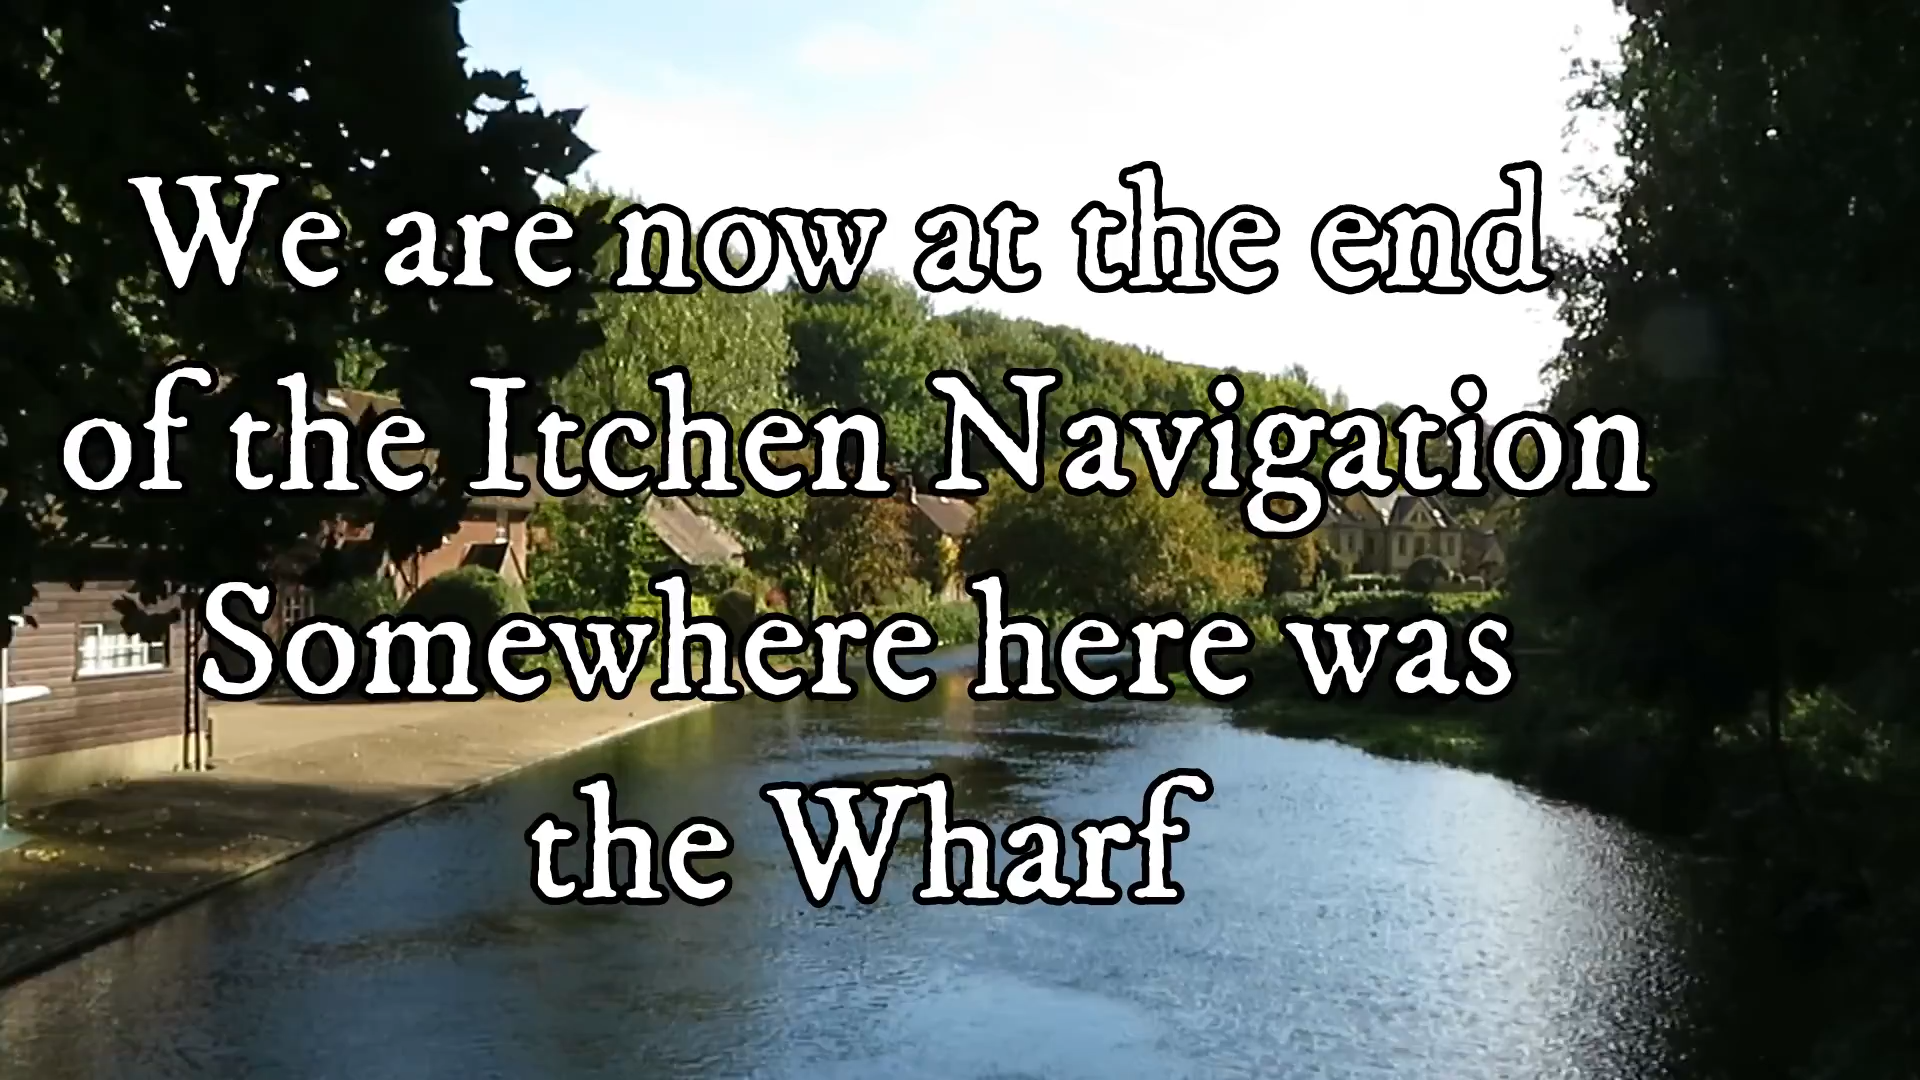 We are now at the end
of the Itchen Navigation
Somewhere here was
the Wharf